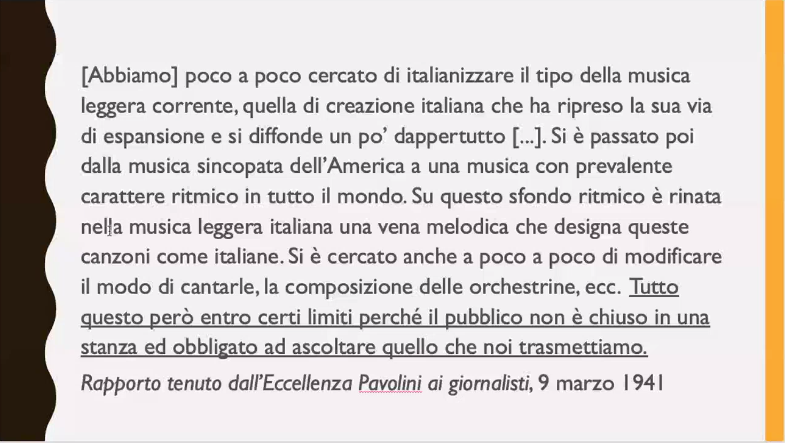 [Abbiamo] poco a poco cercato di italianizzare il tipo della musica
leggera corrente, quella di creazione italiana che ha ripreso la sua via
di espansione e si diffonde un po’ dappertutto [...]. Si è passato poi
dalla musica sincopata dell’America a una musica con prevalente
carattere ritmico in tutto il mondo. Su questo sfondo ritmico è rinata
nella musica leggera italiana una vena melodica che designa queste
canzoni come italiane. Si è cercato anche a poco a poco di modificare
il modo di cantarle, la composizione delle orchestrine, ecc. Tutto
questo però entro certi limiti perché il pubblico non è chiuso in una
stanza ed obbligato ad ascoltare quello che noi trasmettiamo.
Rapporto tenuto dall’Eccellenza Pavolini ai giornalisti, 9 marzo 1941